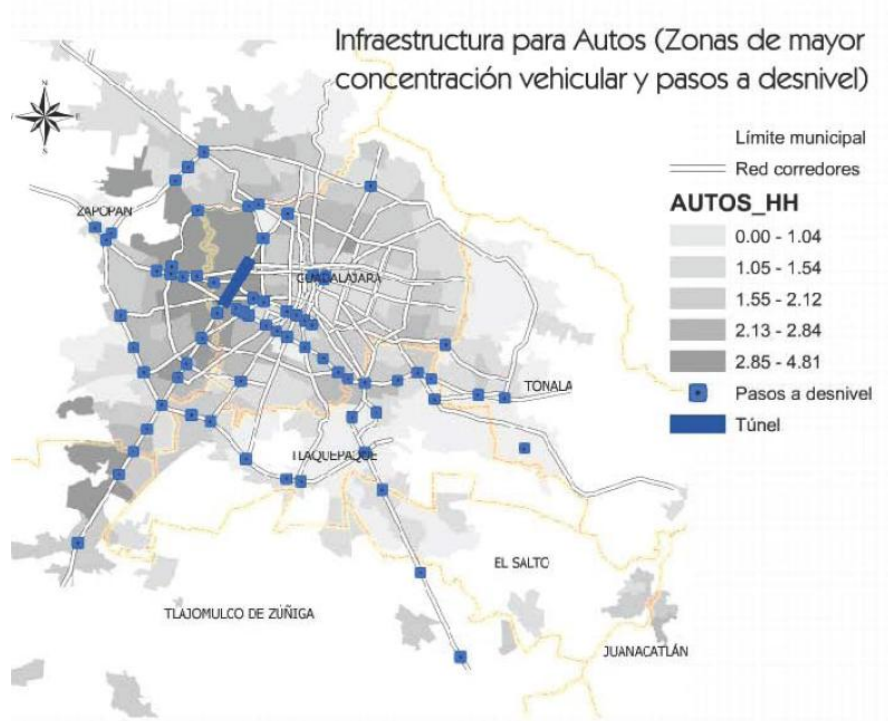 Infraestructura para Autos (Zonas de mayor
concentración vehicular y pasos a desnivel)
N
E
S
Límite municipal
Red corredores
AUTOS_HH
0.00 - 1.04
1.05 - 1.54
1.55 - 2.12
2.13 - 2.84
2.85 - 4.81
Pasos a desnivel
Túnel
ZAPOPAN
GUADALAJARA
TONALA
TLAQUEPAQUE
EL SALTO
TLAJOMULCO DE ZÚÑIGA
JUANACATLÁN